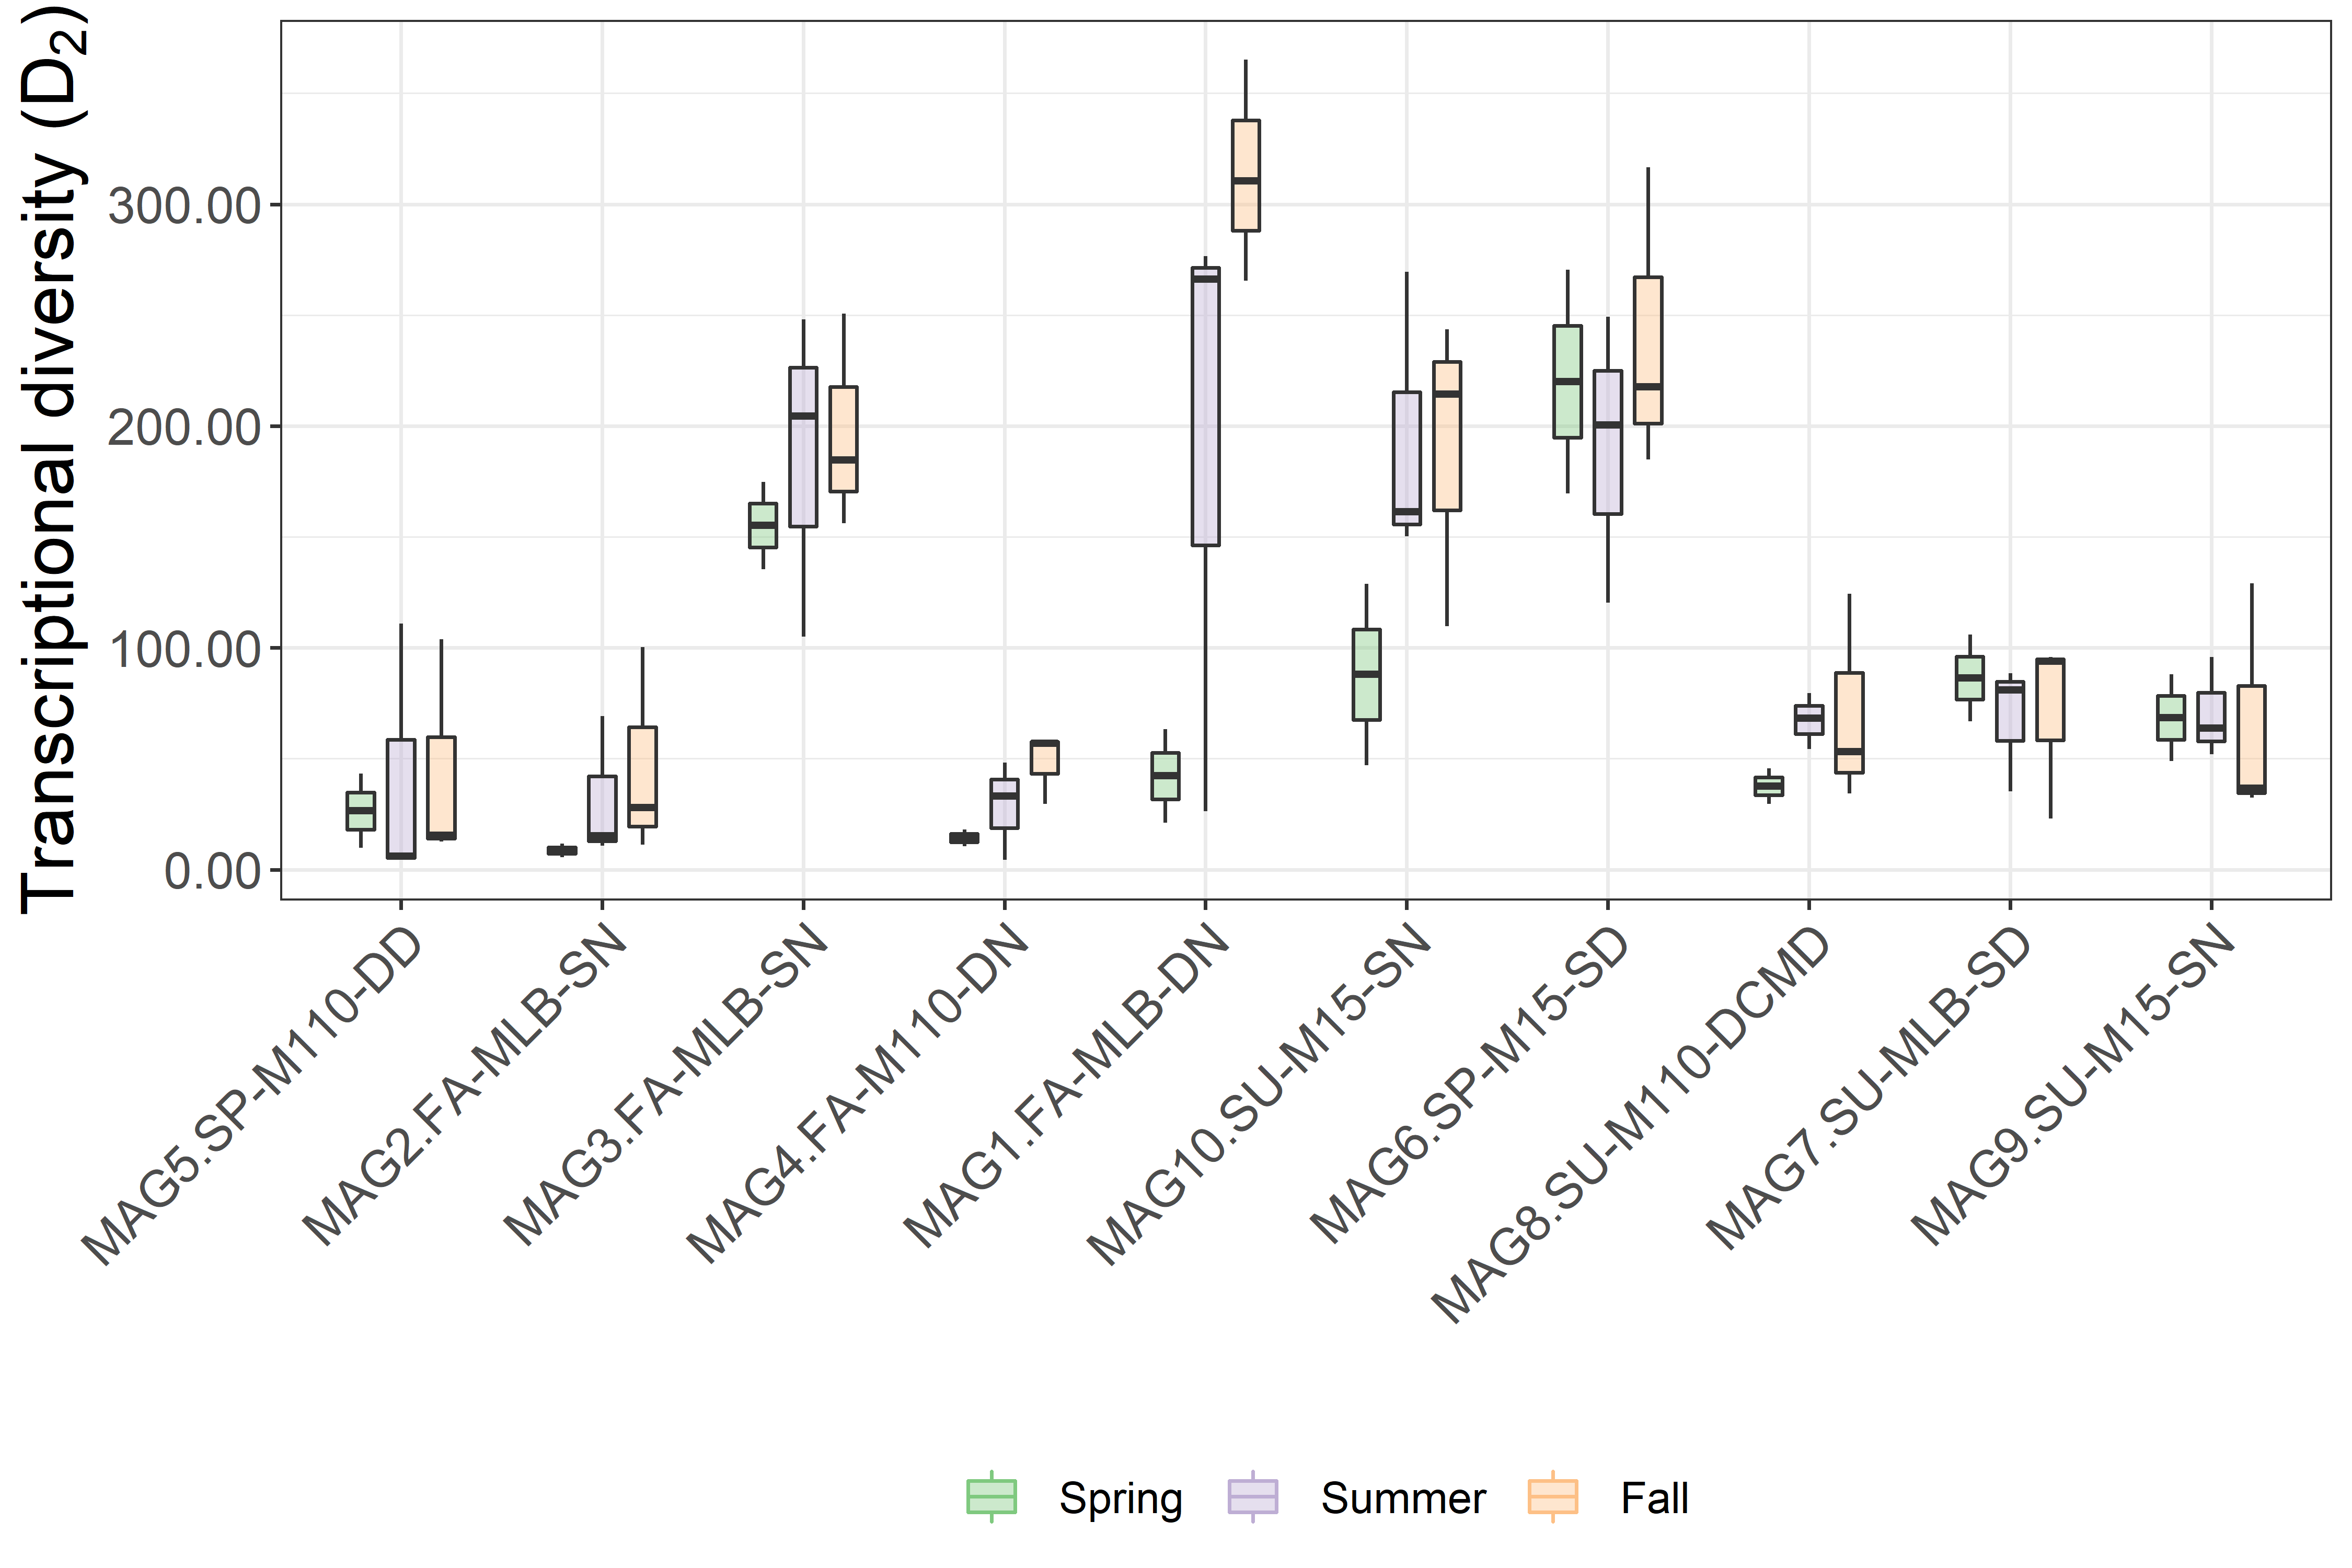 Transcriptional diversity (D2)
300.00
200.00
100.00
0.00
MAG5.SP-M110-DD
MAG2.FA-MLB-SN
MAG3.FA-MLB-SN
MAG4.FA-M110-DN
MAG1.FA-MLB-DN
MAG10.SU-M15-SN
MAG6.SP-M15-SD
MAG8.SU-M110-DCMD
MAG7.SU-MLB-SD
MAG9.SU-M15-SN
Spring Summer Fall